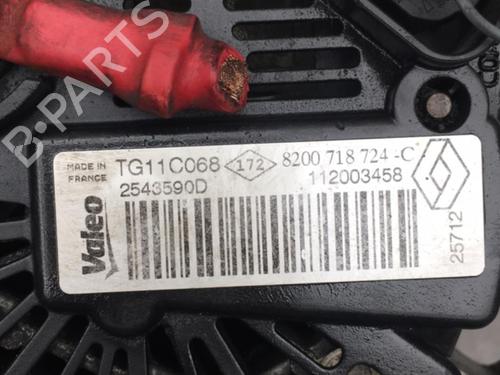 B-PARTS
MADE IN
FRANCE
TG11C068 172 8200 718 724 -C
2543590D 112003458
Valeo
25712